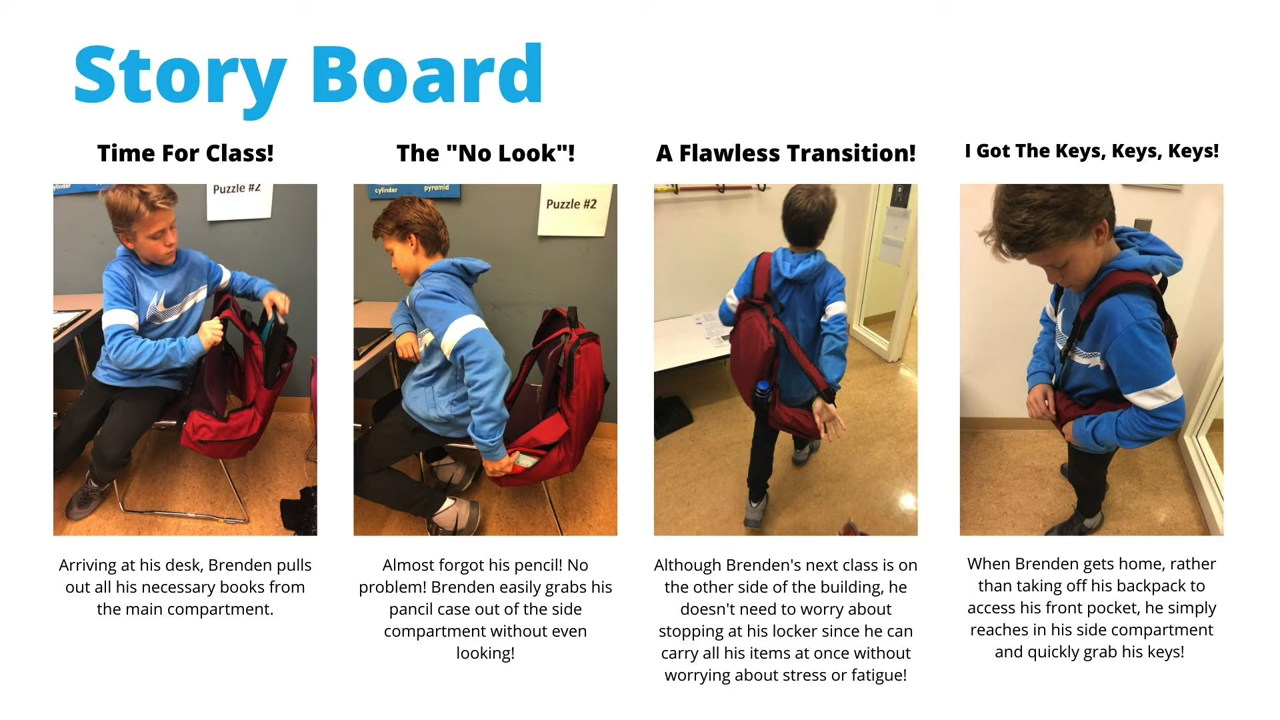 Story Board
Time For Class!
cylinder
Puzzle #2
Arriving at his desk, Brenden pulls
out all his necessary books from
the main compartment.
The "No Look"!
cylinder
pyramid
Puzzle #2
Almost forgot his pencil! No
problem! Brenden easily grabs his
pancil case out of the side
compartment without even
looking!
A Flawless Transition!
Although Brenden's next class is on
the other side of the building, he
doesn't need to worry about
stopping at his locker since he can
carry all his items at once without
worrying about stress or fatigue!
I Got The Keys, Keys, Keys!
When Brenden gets home, rather
than taking off his backpack to
access his front pocket, he simply
reaches in his side compartment
and quickly grab his keys!